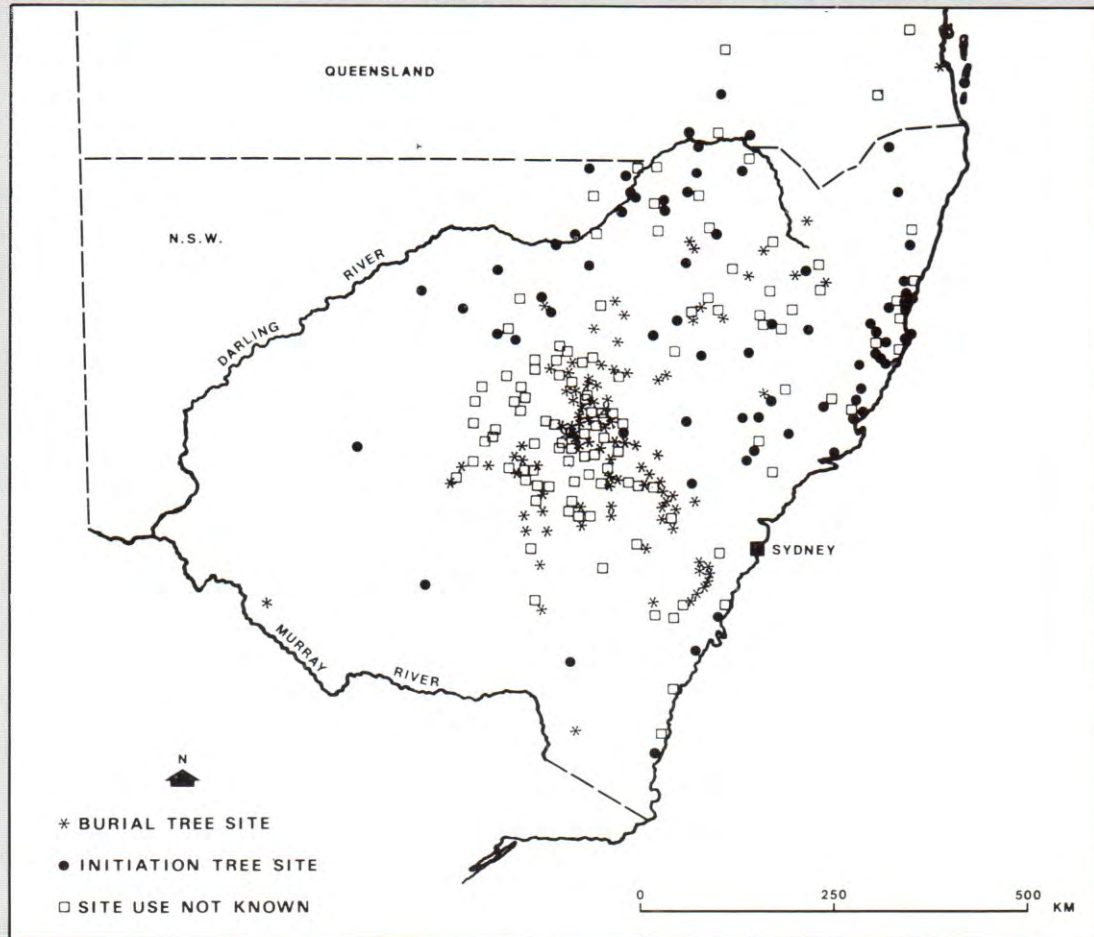 QUEENSLAND
N.S.W.
DARLING RIVER
SYDNEY
MURRAY RIVER
N
* BURIAL TREE SITE
● INITIATION TREE SITE
□ SITE USE NOT KNOWN
0 250 500 KM